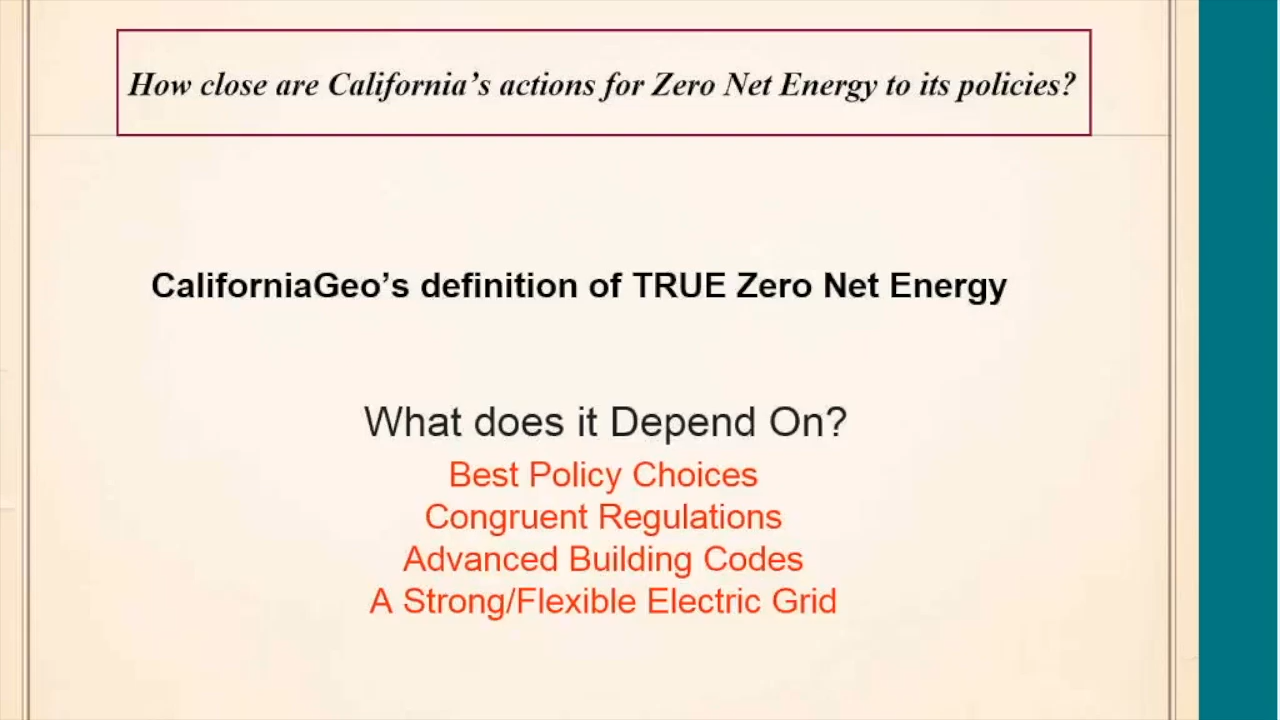 How close are California's actions for Zero Net Energy to its policies?
CaliforniaGeo's definition of TRUE Zero Net Energy
What does it Depend On?
Best Policy Choices
Congruent Regulations
Advanced Building Codes
A Strong/Flexible Electric Grid